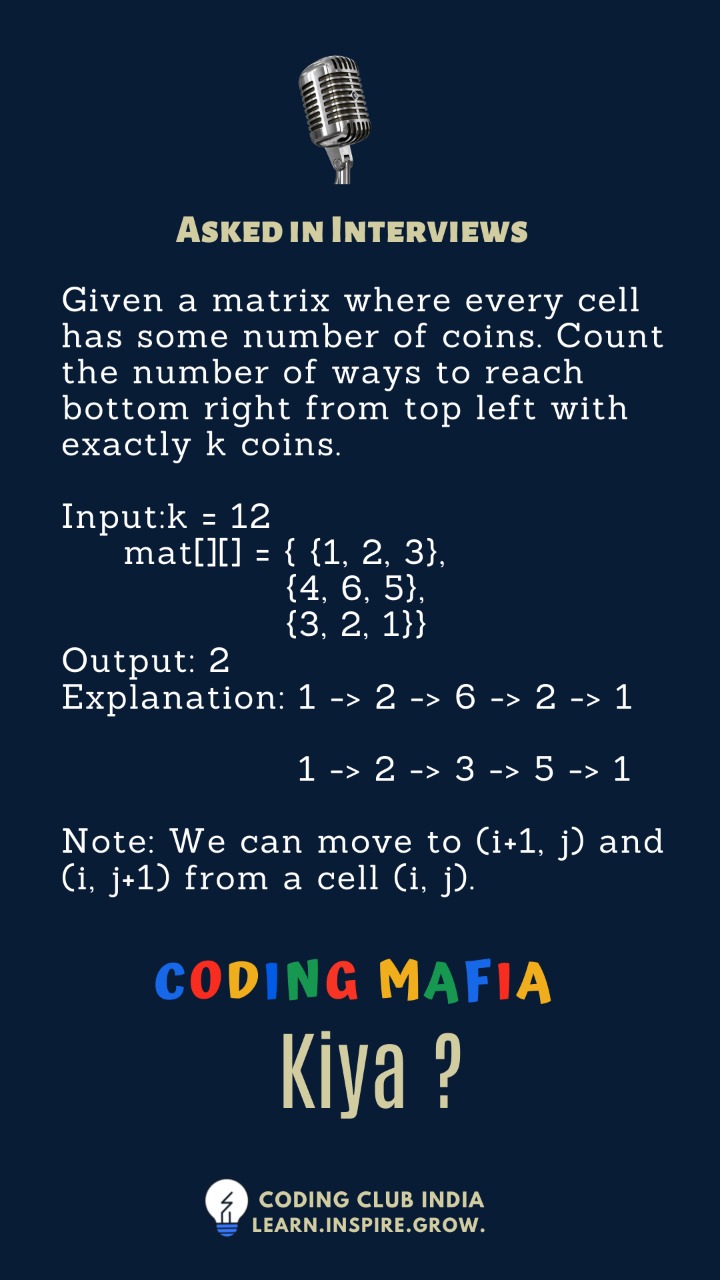 Asked in Interviews
Given a matrix where every cell
has some number of coins. Count
the number of ways to reach
bottom right from top left with
exactly k coins.
Input:k = 12
mat[][] = { {1, 2, 3},
{4, 6, 5},
{3, 2, 1}}
Output: 2
Explanation: 1 -> 2 -> 6 -> 2 -> 1
1 -> 2 -> 3 -> 5 -> 1
Note: We can move to (i+1, j) and
(i, j+1) from a cell (i, j).
CODING MAFIA
Kiya ?
CODING CLUB INDIA
LEARN.INSPIRE.GROW.